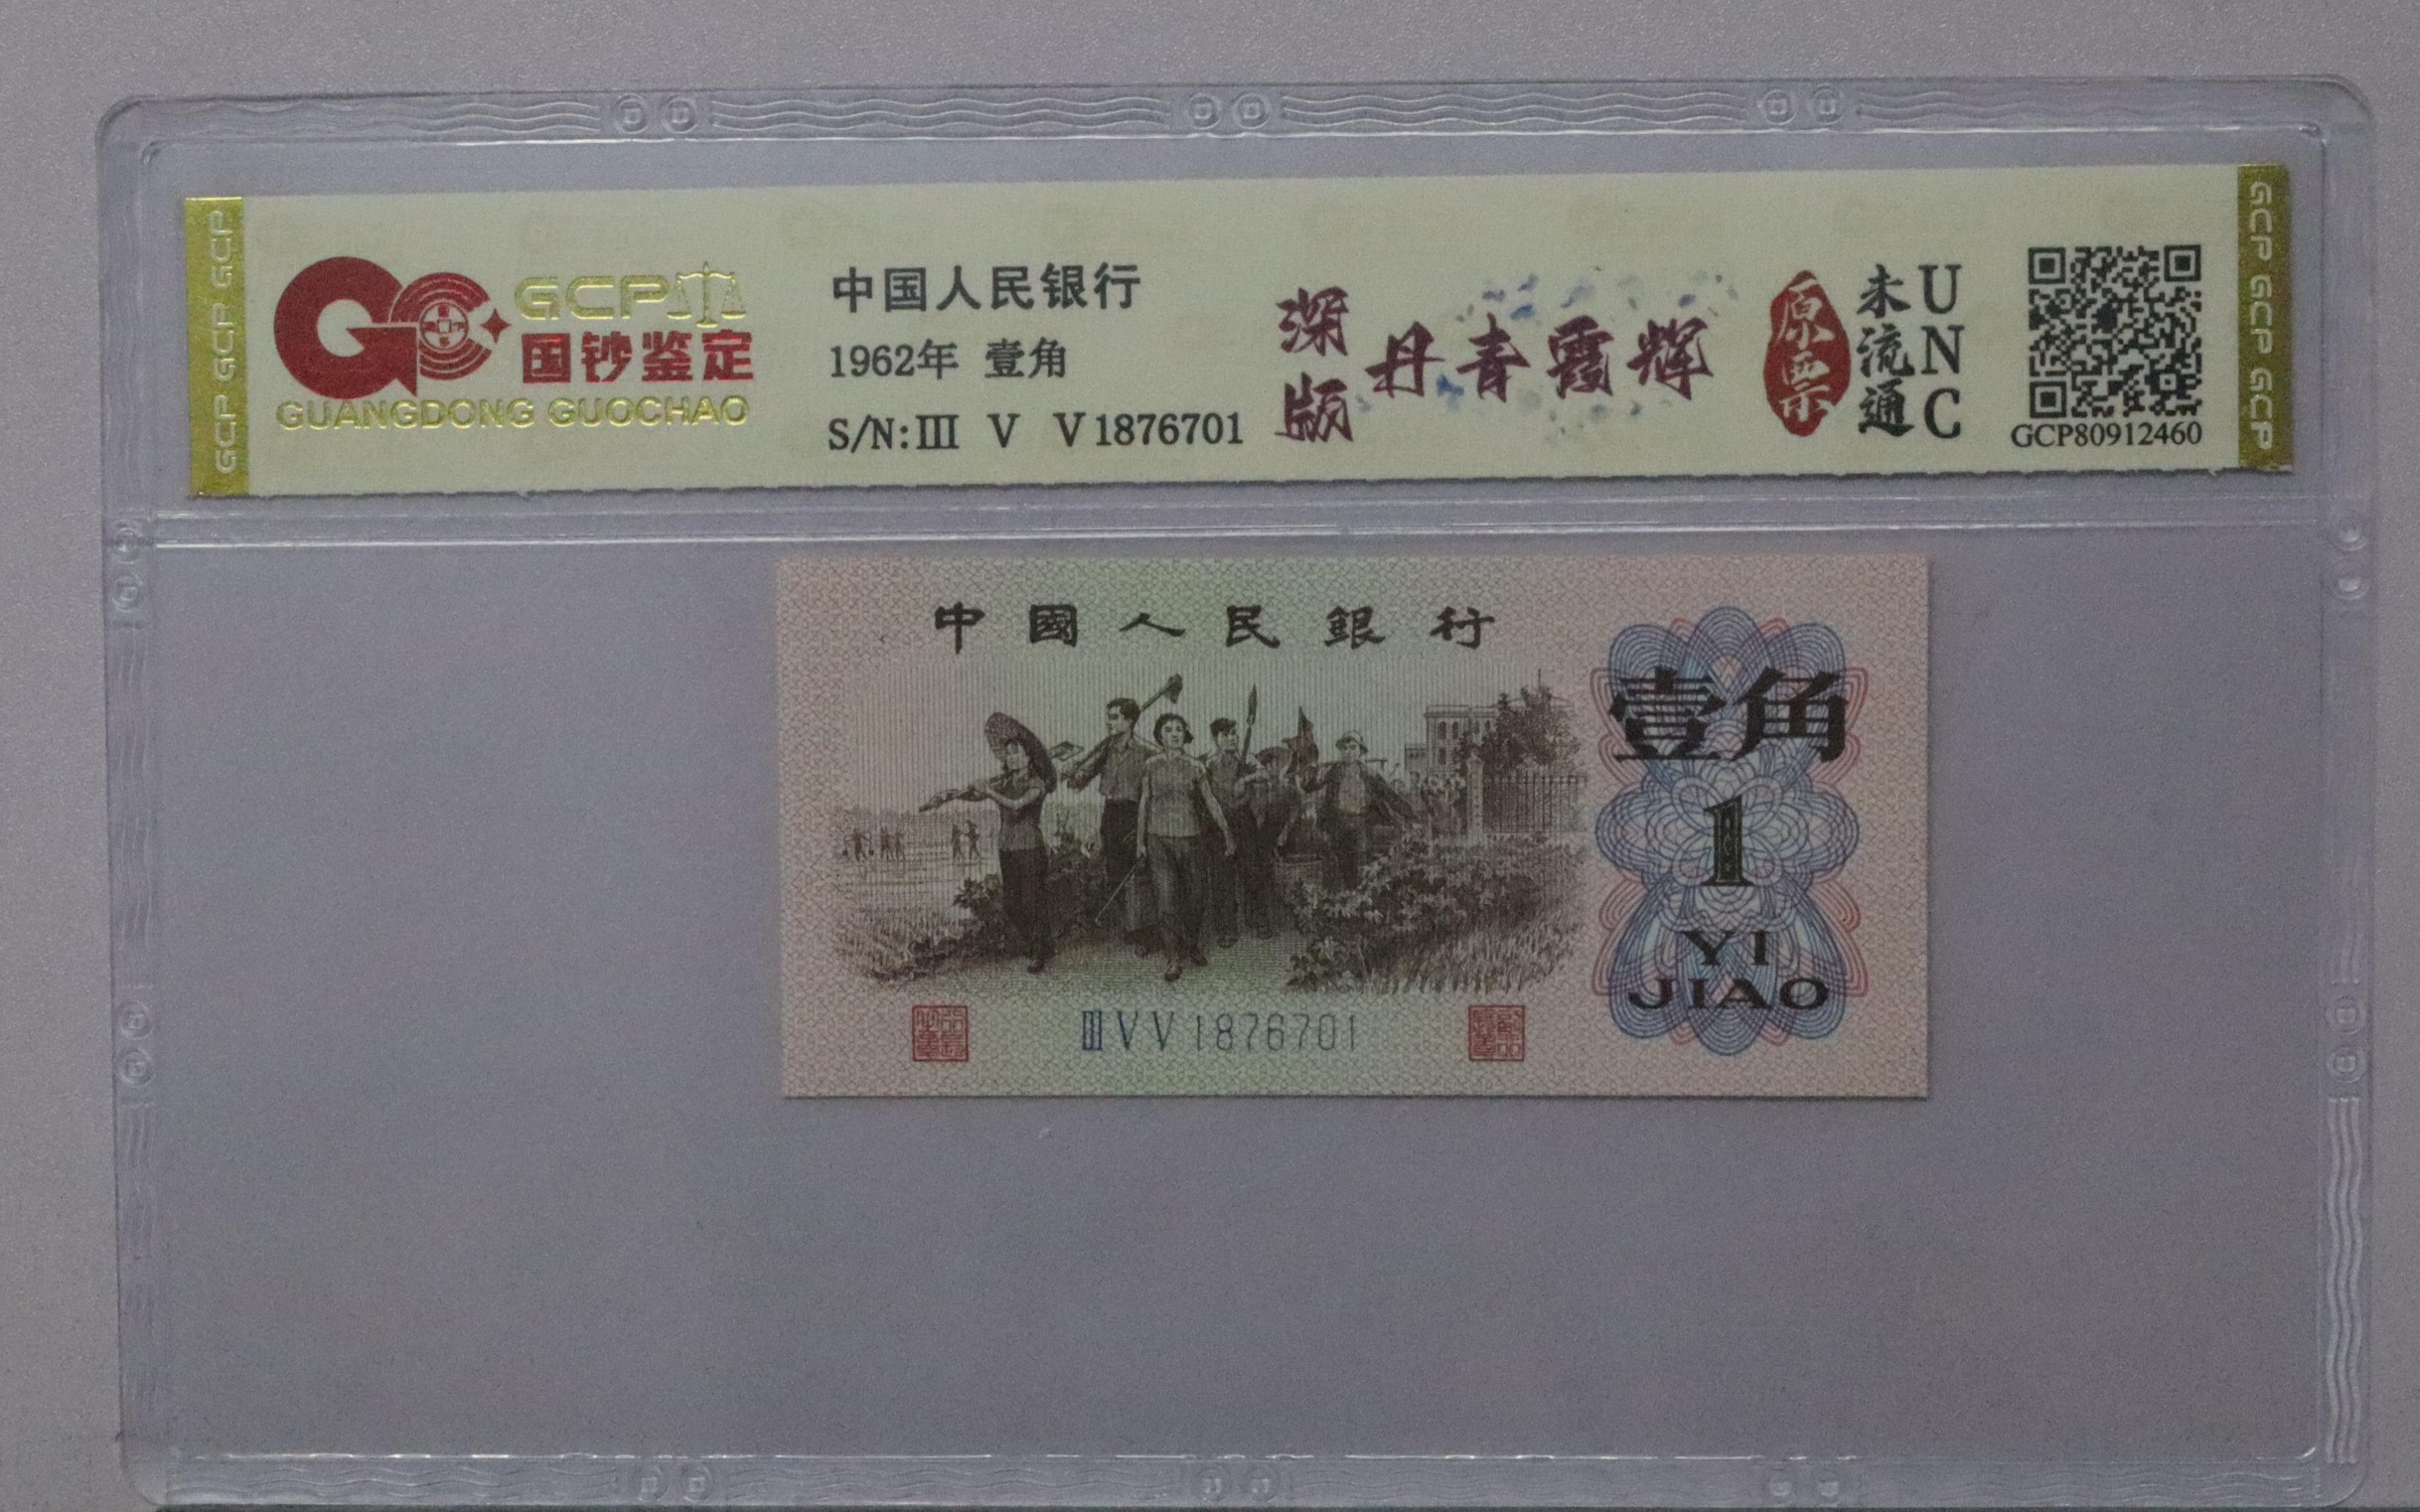 GCP GCP GCP
GCP
国钞鉴定
GUANGDONG GUOCHAO
中国人民银行
1962年 壹角
S/N:III V V1876701
深版
丹青霞辉
原票
未流通
UNC
GCP80912460
GCP GCP GCP
中國人民銀行
壹角
1
YI
JIAO
III V V 1876701